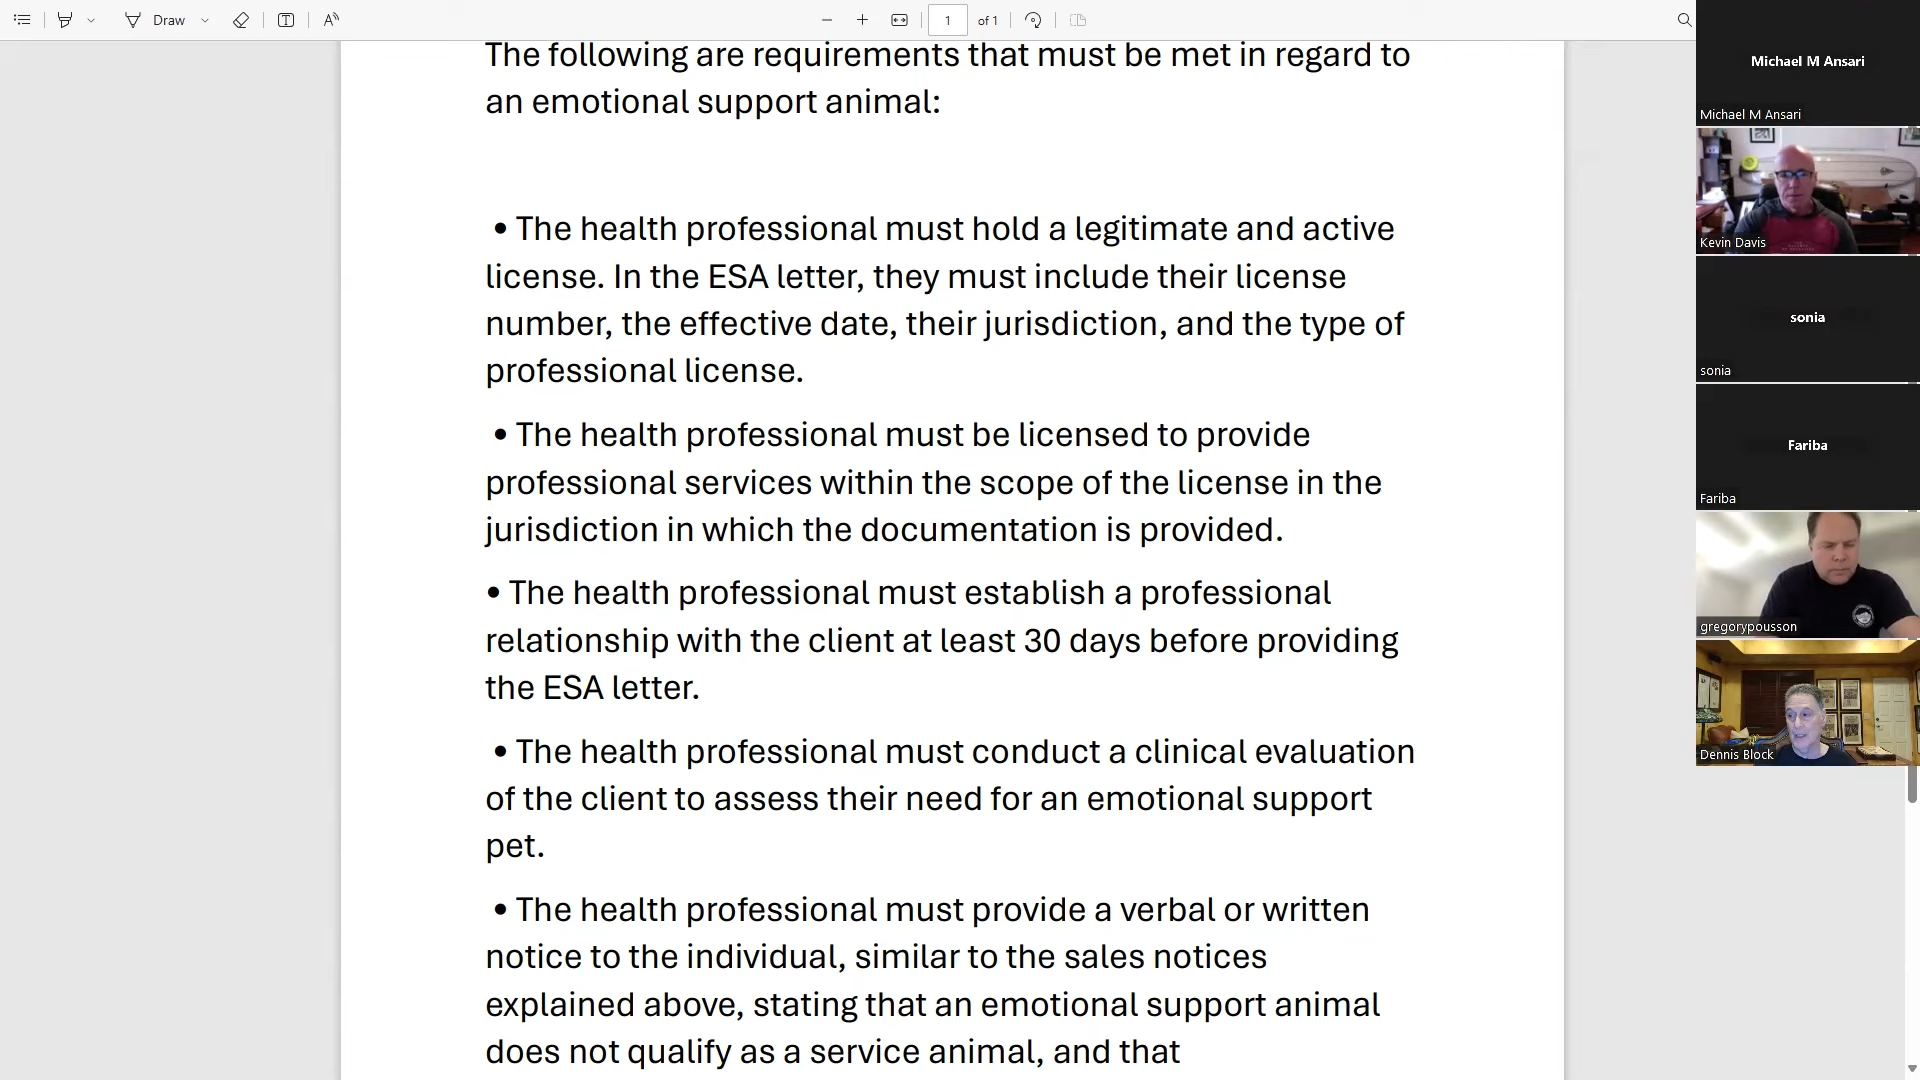 Draw
1
of 1
The following are requirements that must be met in regard to
an emotional support animal:
• The health professional must hold a legitimate and active
license. In the ESA letter, they must include their license
number, the effective date, their jurisdiction, and the type of
professional license.
• The health professional must be licensed to provide
professional services within the scope of the license in the
jurisdiction in which the documentation is provided.
• The health professional must establish a professional
relationship with the client at least 30 days before providing
the ESA letter.
• The health professional must conduct a clinical evaluation
of the client to assess their need for an emotional support
pet.
• The health professional must provide a verbal or written
notice to the individual, similar to the sales notices
explained above, stating that an emotional support animal
does not qualify as a service animal, and that
Michael M Ansari
Michael M Ansari
Kevin Davis
sonia
sonia
Fariba
Fariba
gregorypousson
Dennis Block